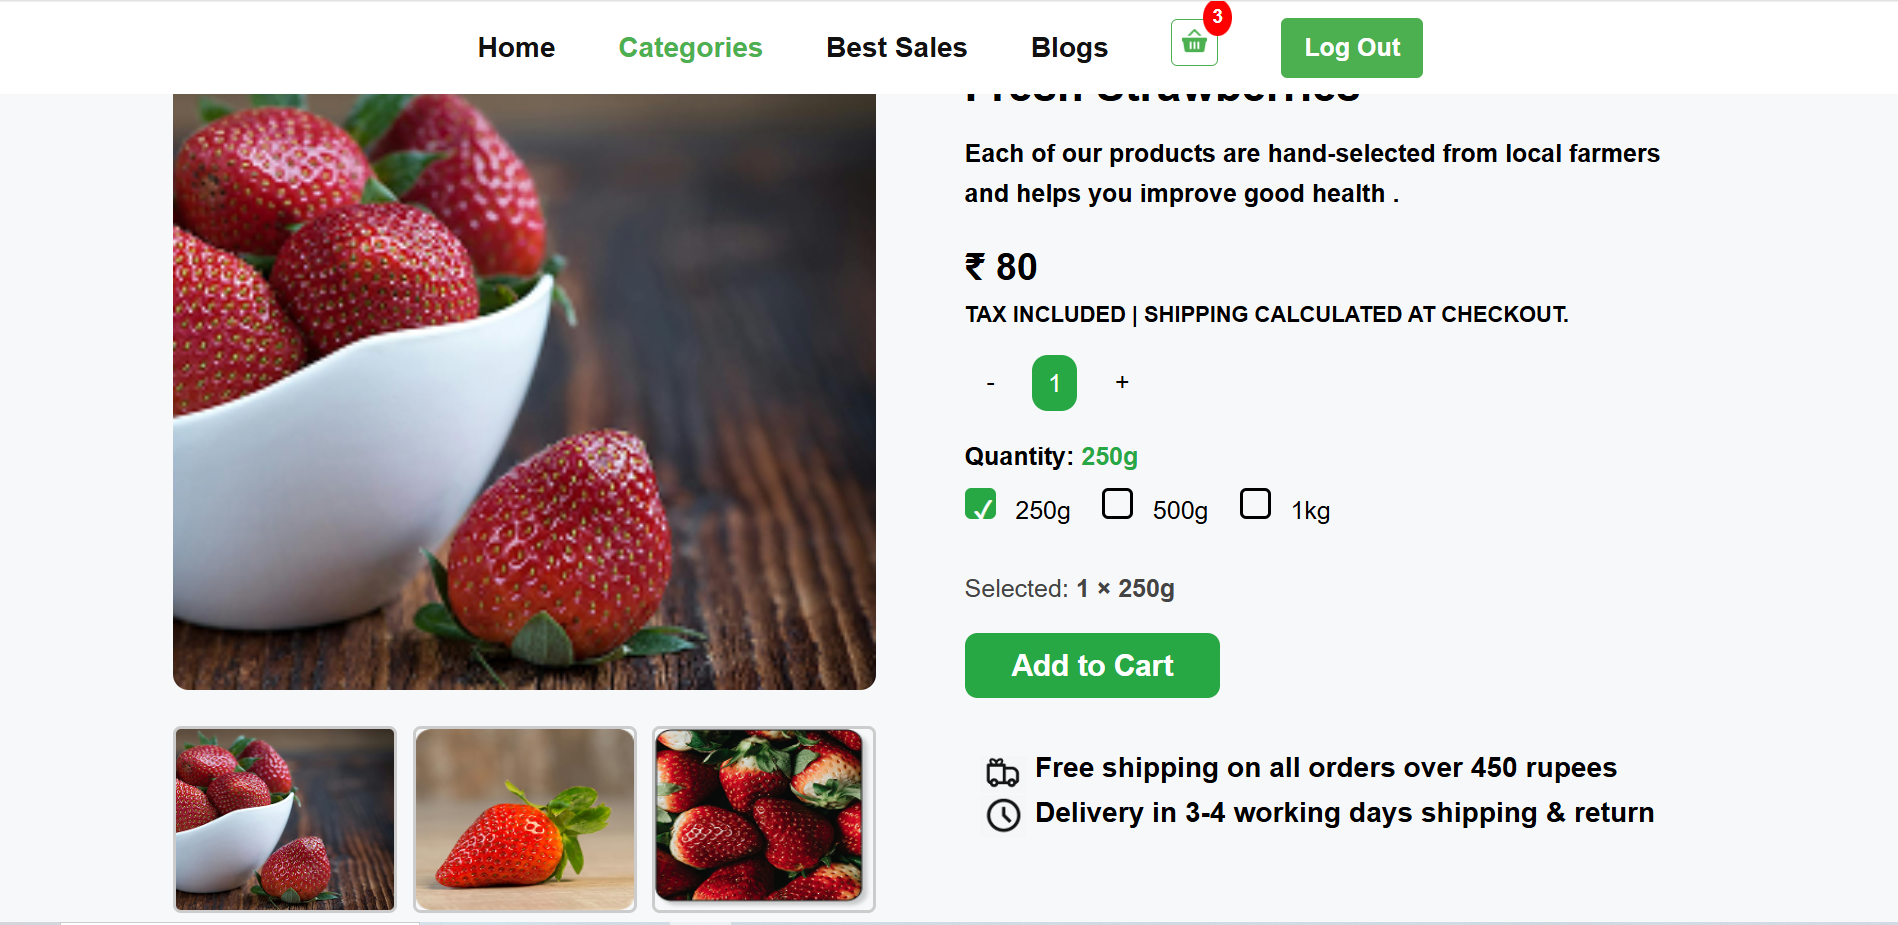 Home Categories Best Sales Blogs 3 Log Out
Fresh Strawberries
Each of our products are hand-selected from local farmers
and helps you improve good health .
₹ 80
TAX INCLUDED | SHIPPING CALCULATED AT CHECKOUT.
- 1 +
Quantity: 250g
250g 500g 1kg
Selected: 1 × 250g
Add to Cart
Free shipping on all orders over 450 rupees
Delivery in 3-4 working days shipping & return